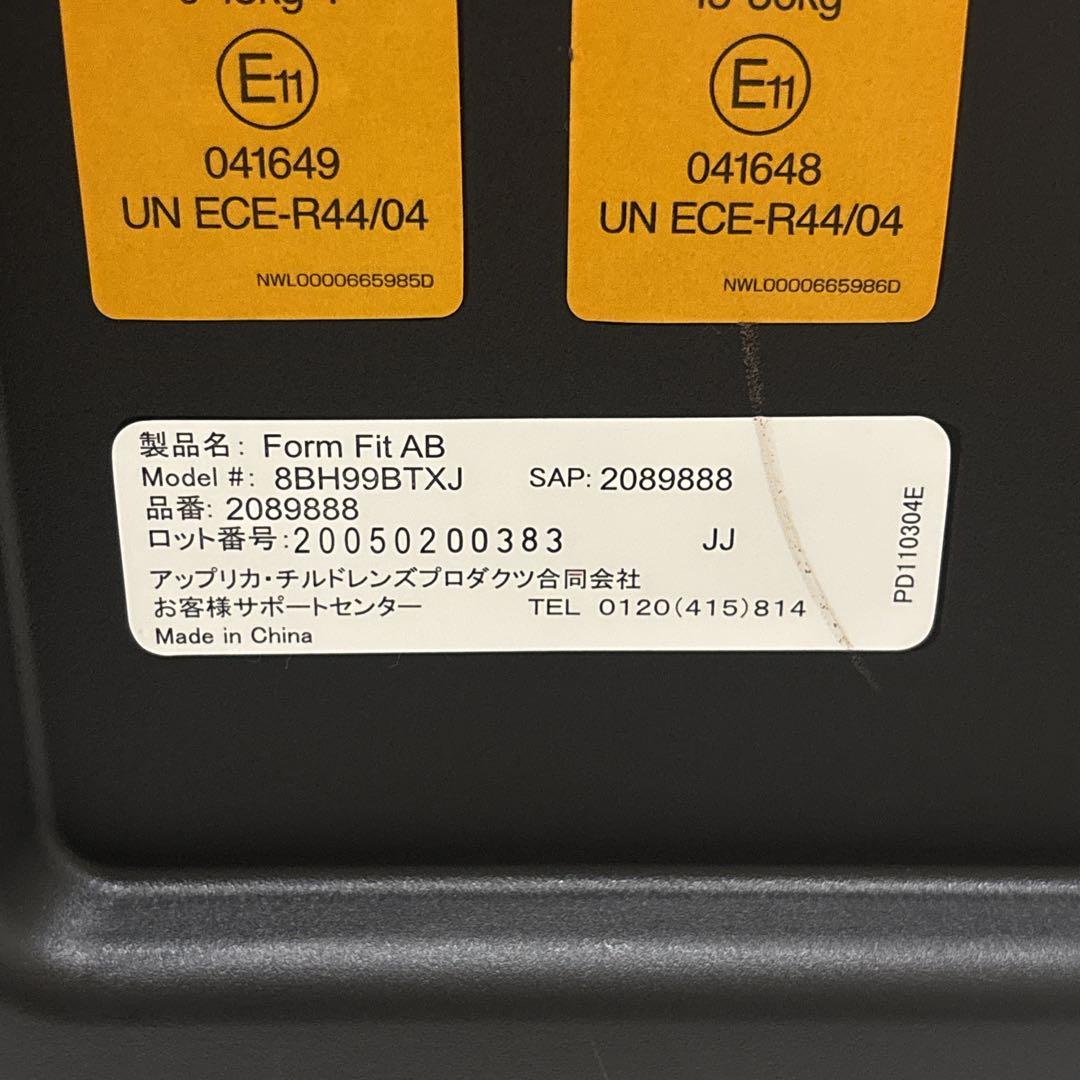 E11
041649
UN ECE-R44/04
NWL0000665985D
E11
041648
UN ECE-R44/04
NWL0000665986D
製品名: Form Fit AB
Model #: 8BH99BTXJ SAP: 2089888
品番: 2089888
ロット番号:20050200383 JJ
アップリカ・チルドレンズプロダクツ合同会社
お客様サポートセンター TEL 0120(415)814
Made in China
PD110304E